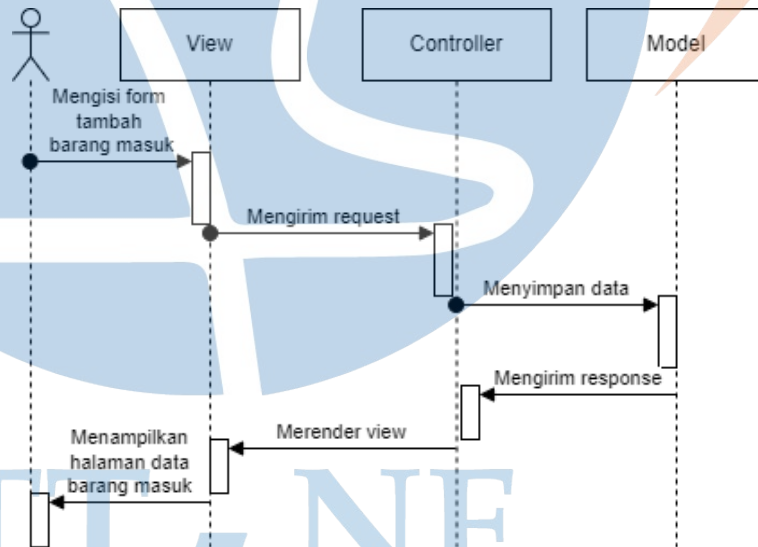 View
Controller
Model
Mengisi form
tambah
barang masuk
Mengirim request
Menyimpan data
Mengirim response
Merender view
Menampilkan
halaman data
barang masuk